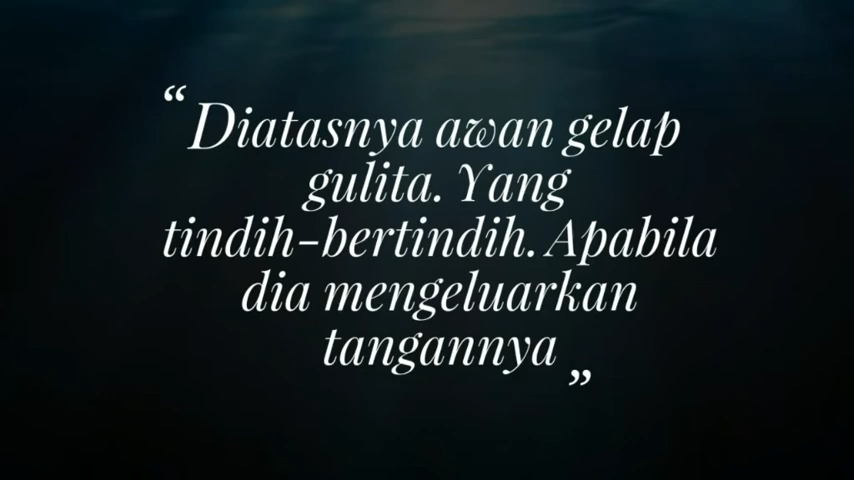 “ Diatasnya awan gelap
gulita. Yang
tindih-bertindih. Apabila
dia mengeluarkan
tangannya ”